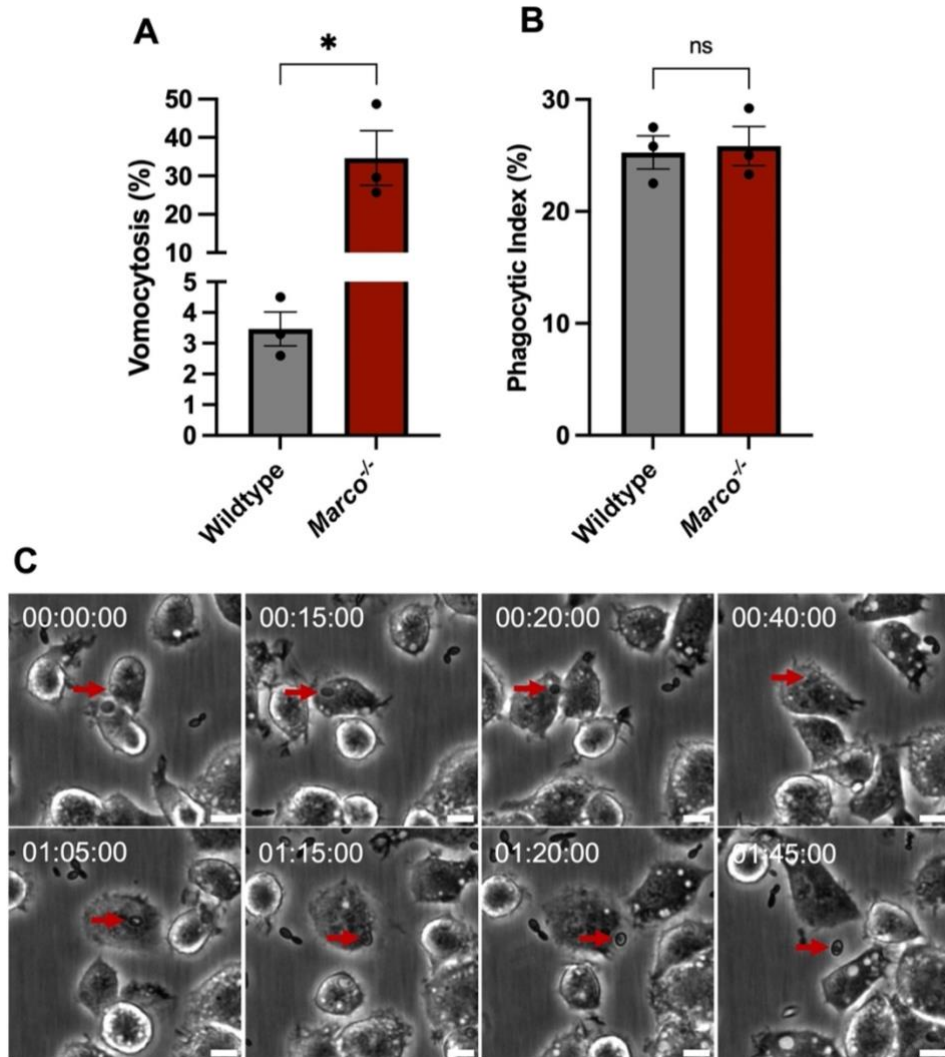 A
*
Vomocytosis (%)
50
40
30
20
10
5
4
3
2
1
0
Wildtype
Marco-/-
B
ns
Phagocytic Index (%)
30
20
10
0
Wildtype
Marco-/-
C
00:00:00
00:15:00
00:20:00
00:40:00
01:05:00
01:15:00
01:20:00
01:45:00